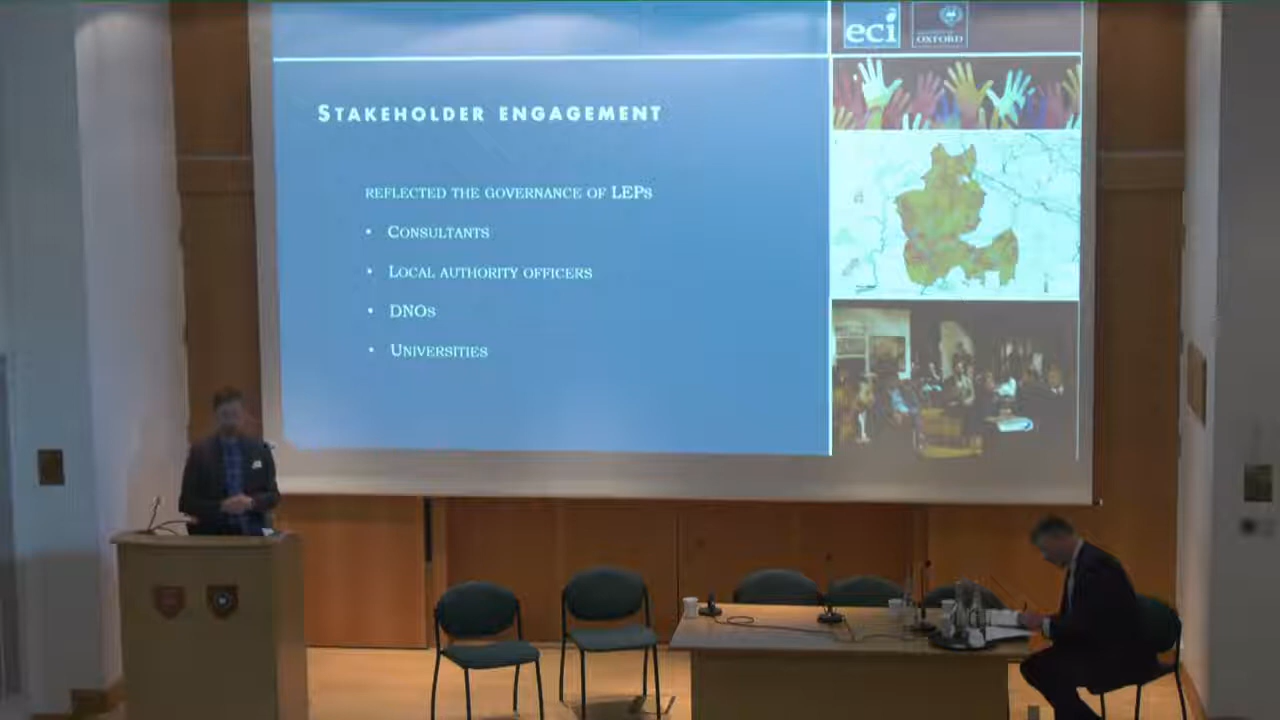 eci
OXFORD
STAKEHOLDER ENGAGEMENT
REFLECTED THE GOVERNANCE OF LEPs
• CONSULTANTS
• LOCAL AUTHORITY OFFICERS
• DNOs
• UNIVERSITIES